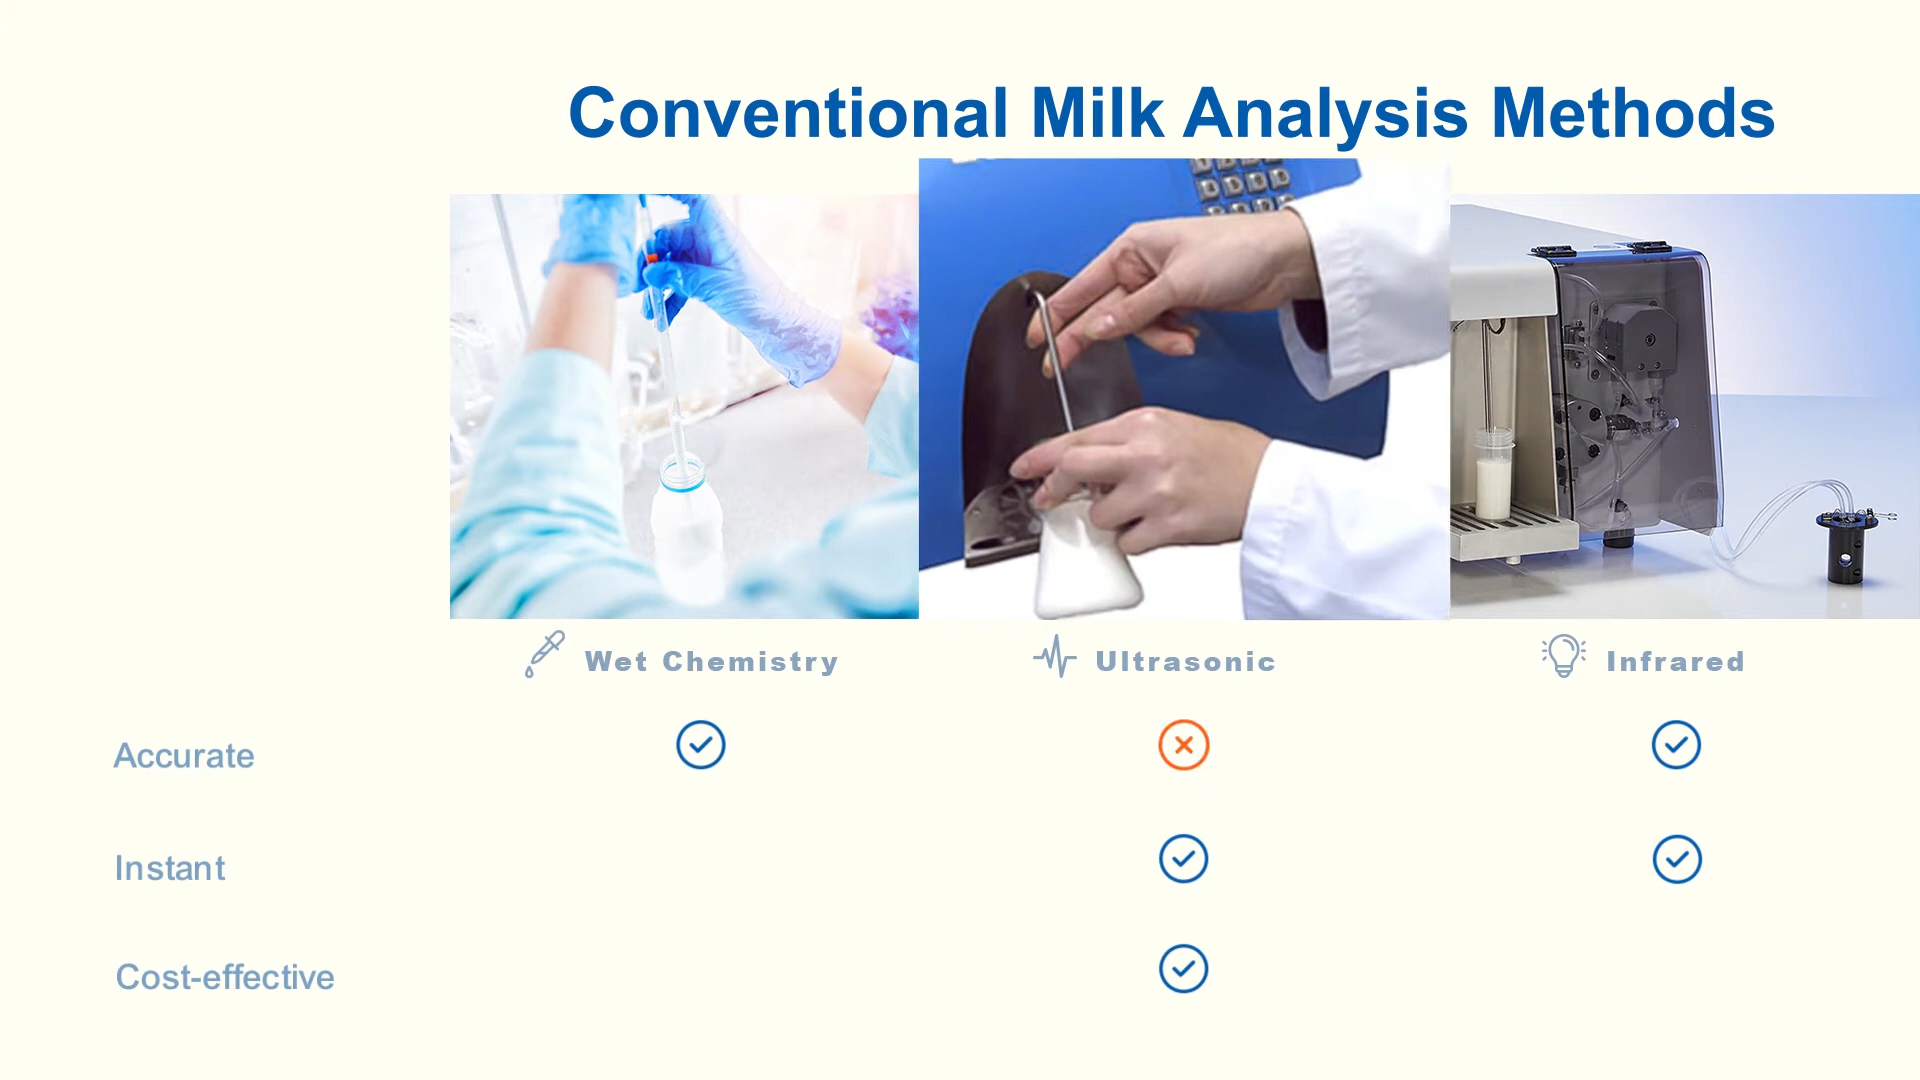 Conventional Milk Analysis Methods
Wet Chemistry
Ultrasonic
Infrared
Accurate
Instant
Cost-effective